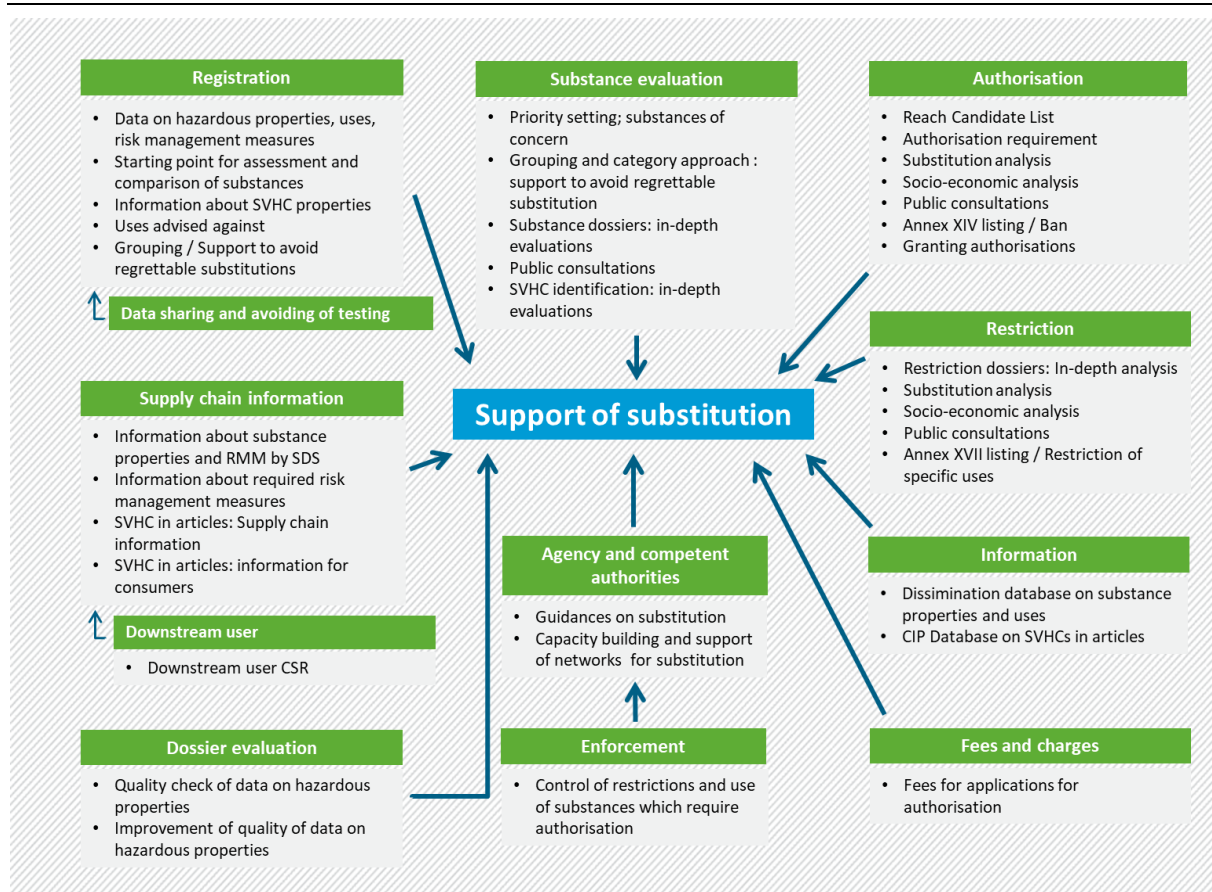 Registration
• Data on hazardous properties, uses,
risk management measures
• Starting point for assessment and
comparison of substances
• Information about SVHC properties
• Uses advised against
• Grouping / Support to avoid
regrettable substitutions
Data sharing and avoiding of testing
Substance evaluation
• Priority setting; substances of
concern
• Grouping and category approach :
support to avoid regrettable
substitution
• Substance dossiers: in-depth
evaluations
• Public consultations
• SVHC identification: in-depth
evaluations
Authorisation
• Reach Candidate List
• Authorisation requirement
• Substitution analysis
• Socio-economic analysis
• Public consultations
• Annex XIV listing / Ban
• Granting authorisations
Restriction
• Restriction dossiers: In-depth analysis
• Substitution analysis
• Socio-economic analysis
• Public consultations
• Annex XVII listing / Restriction of
specific uses
Support of substitution
Supply chain information
• Information about substance
properties and RMM by SDS
• Information about required risk
management measures
• SVHC in articles: Supply chain
information
• SVHC in articles: information for
consumers
Downstream user
• Downstream user CSR
Agency and competent
authorities
• Guidances on substitution
• Capacity building and support
of networks for substitution
Information
• Dissimination database on substance
properties and uses
• CIP Database on SVHCs in articles
Dossier evaluation
• Quality check of data on hazardous
properties
• Improvement of quality of data on
hazardous properties
Enforcement
• Control of restrictions and use
of substances which require
authorisation
Fees and charges
• Fees for applications for
authorisation